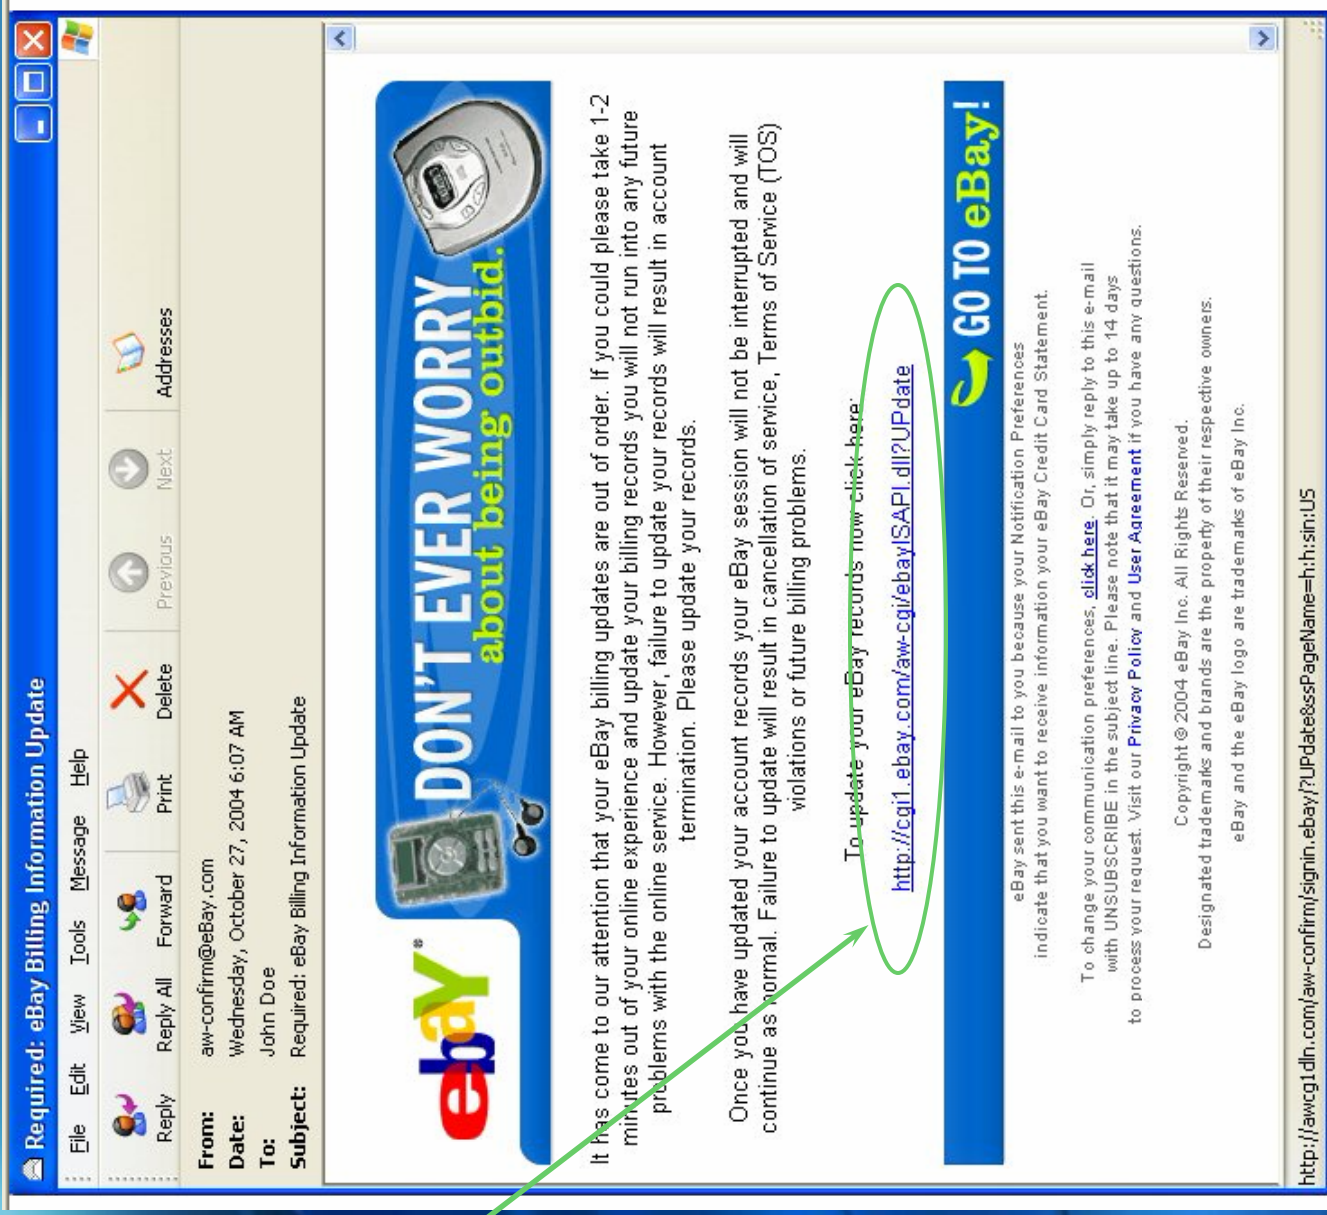 Required: eBay Billing Information Update
File Edit View Tools Message Help
Reply Reply All Forward Print Delete Previous Next Addresses
From: aw-confirm@eBay.com
Date: Wednesday, October 27, 2004 6:07 AM
To: John Doe
Subject: Required: eBay Billing Information Update
ebaY®
DON'T EVER WORRY
about being outbid.
It has come to our attention that your eBay billing updates are out of order. If you could please take 1-2
minutes out of your online experience and update your billing records you will not run into any future
problems with the online service. However, failure to update your records will result in account
termination. Please update your records.
Once you have updated your account records your eBay session will not be interrupted and will
continue as normal. Failure to update will result in cancellation of service, Terms of Service (TOS)
violations or future billing problems.
To update your eBay records now click here:
http://cgi1.ebay.com/aw-cgi/ebayISAPI.dll?UPdate
GO TO eBay!
eBay sent this e-mail to you because your Notification Preferences
indicate that you want to receive information your eBay Credit Card Statement.
To change your communication preferences, click here. Or, simply reply to this e-mail
with UNSUBSCRIBE in the subject line. Please note that it may take up to 14 days
to process your request. Visit our Privacy Policy and User Agreement if you have any questions.
Copyright © 2004 eBay Inc. All Rights Reserved.
Designated trademarks and brands are the property of their respective owners.
eBay and the eBay logo are trademarks of eBay Inc.
http://awcg1dln.com/aw-confirm/signin.ebay/?UPdate&ssPageName=h:h:sin:US